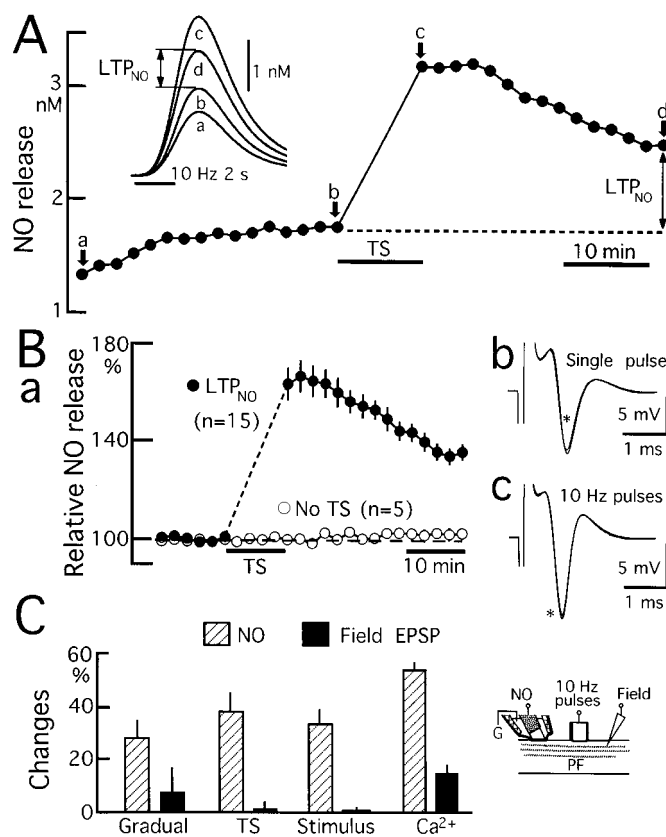 A
c
d
b
a
LTPNO
1 nM
10 Hz 2 s
NO release
3
nM
2
1
a
b
c
d
LTPNO
TS
10 min
B
a
Relative NO release
180
%
140
100
LTPNO
(n=15)
No TS (n=5)
TS
10 min
b
Single pulse
*
5 mV
1 ms
c
10 Hz pulses
*
5 mV
1 ms
C
NO
Field EPSP
Changes
60
%
40
20
0
Gradual
TS
Stimulus
Ca2+
NO
10 Hz
pulses
Field
G
PF